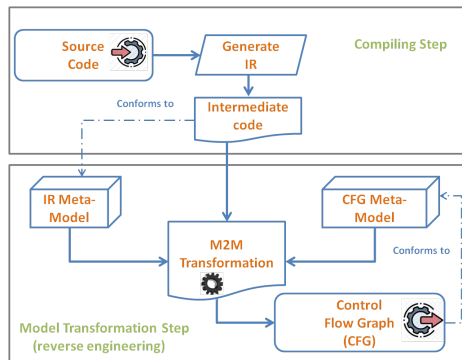 Source
Code
Generate
IR
Compiling Step
Conforms to
Intermediate
code
IR Meta-
Model
CFG Meta-
Model
M2M
Transformation
Conforms to
Control
Flow Graph
(CFG)
Model Transformation Step
(reverse engineering)